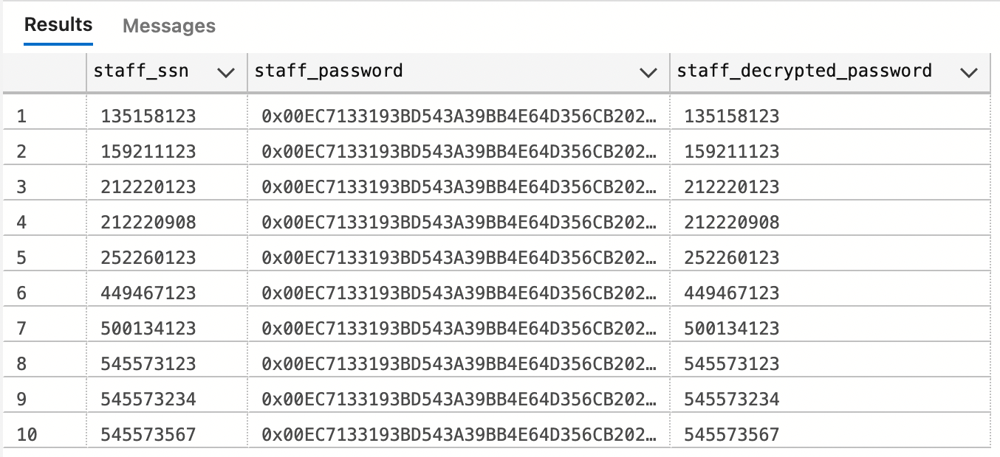 Results Messages
staff_ssn staff_password staff_decrypted_password
1 135158123 0x00EC7133193BD543A39BB4E64D356CB202… 135158123
2 159211123 0x00EC7133193BD543A39BB4E64D356CB202… 159211123
3 212220123 0x00EC7133193BD543A39BB4E64D356CB202… 212220123
4 212220908 0x00EC7133193BD543A39BB4E64D356CB202… 212220908
5 252260123 0x00EC7133193BD543A39BB4E64D356CB202… 252260123
6 449467123 0x00EC7133193BD543A39BB4E64D356CB202… 449467123
7 500134123 0x00EC7133193BD543A39BB4E64D356CB202… 500134123
8 545573123 0x00EC7133193BD543A39BB4E64D356CB202… 545573123
9 545573234 0x00EC7133193BD543A39BB4E64D356CB202… 545573234
10 545573567 0x00EC7133193BD543A39BB4E64D356CB202… 545573567